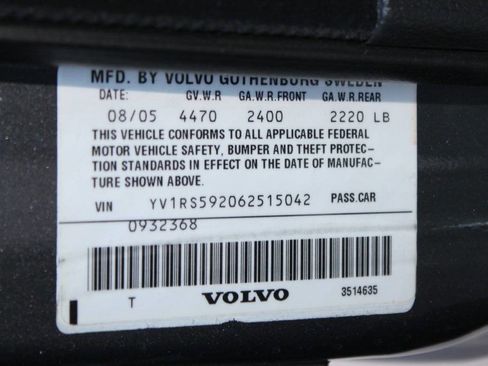 MFD. BY VOLVO GOTHENBURG SWEDEN
DATE: GV.W.R GA.W.R.FRONT GA.W.R.REAR
08/05 4470 2400 2220 LB
THIS VEHICLE CONFORMS TO ALL APPLICABLE FEDERAL
MOTOR VEHICLE SAFETY, BUMPER AND THEFT PROTEC-
TION STANDARDS IN EFFECT ON THE DATE OF MANUFAC-
TURE SHOWN ABOVE.
VIN YV1RS592062515042 PASS.CAR
0932368
T VOLVO 3514635